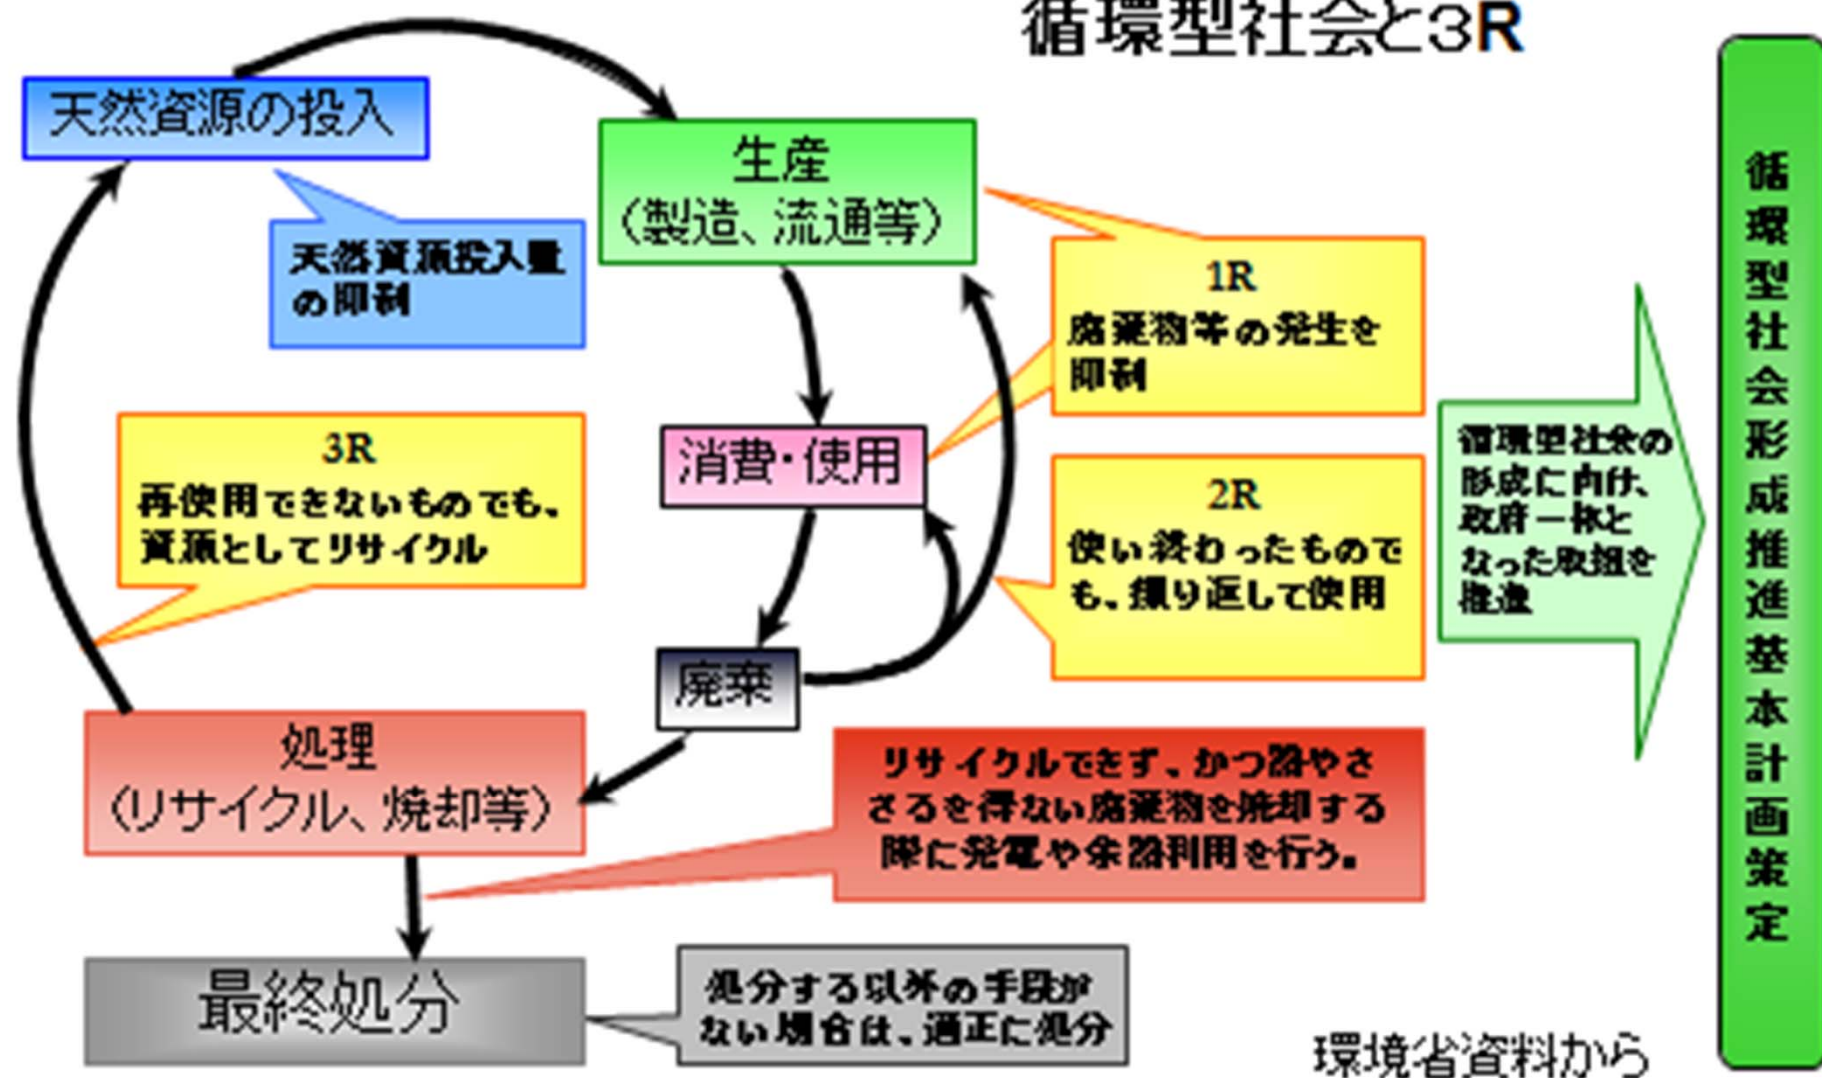 循環型社会と3R
天然資源の投入
生産
(製造、流通等)
天然資源投入量
の抑制
1R
廃棄物等の発生を
抑制
消費・使用
3R
再使用できないものでも、
資源としてリサイクル
2R
使い終わったもので
も、繰り返して使用
循環型社会の
形成に向け、
政府一体と
なった取組を
推進
廃棄
処理
(リサイクル、焼却等)
リサイクルできず、かつ燃やさ
ざるを得ない廃棄物を焼却する
際に発電や余熱利用を行う。
最終処分
処分する以外の手段が
ない場合は、適正に処分
循環型社会形成推進基本計画策定
環境省資料から